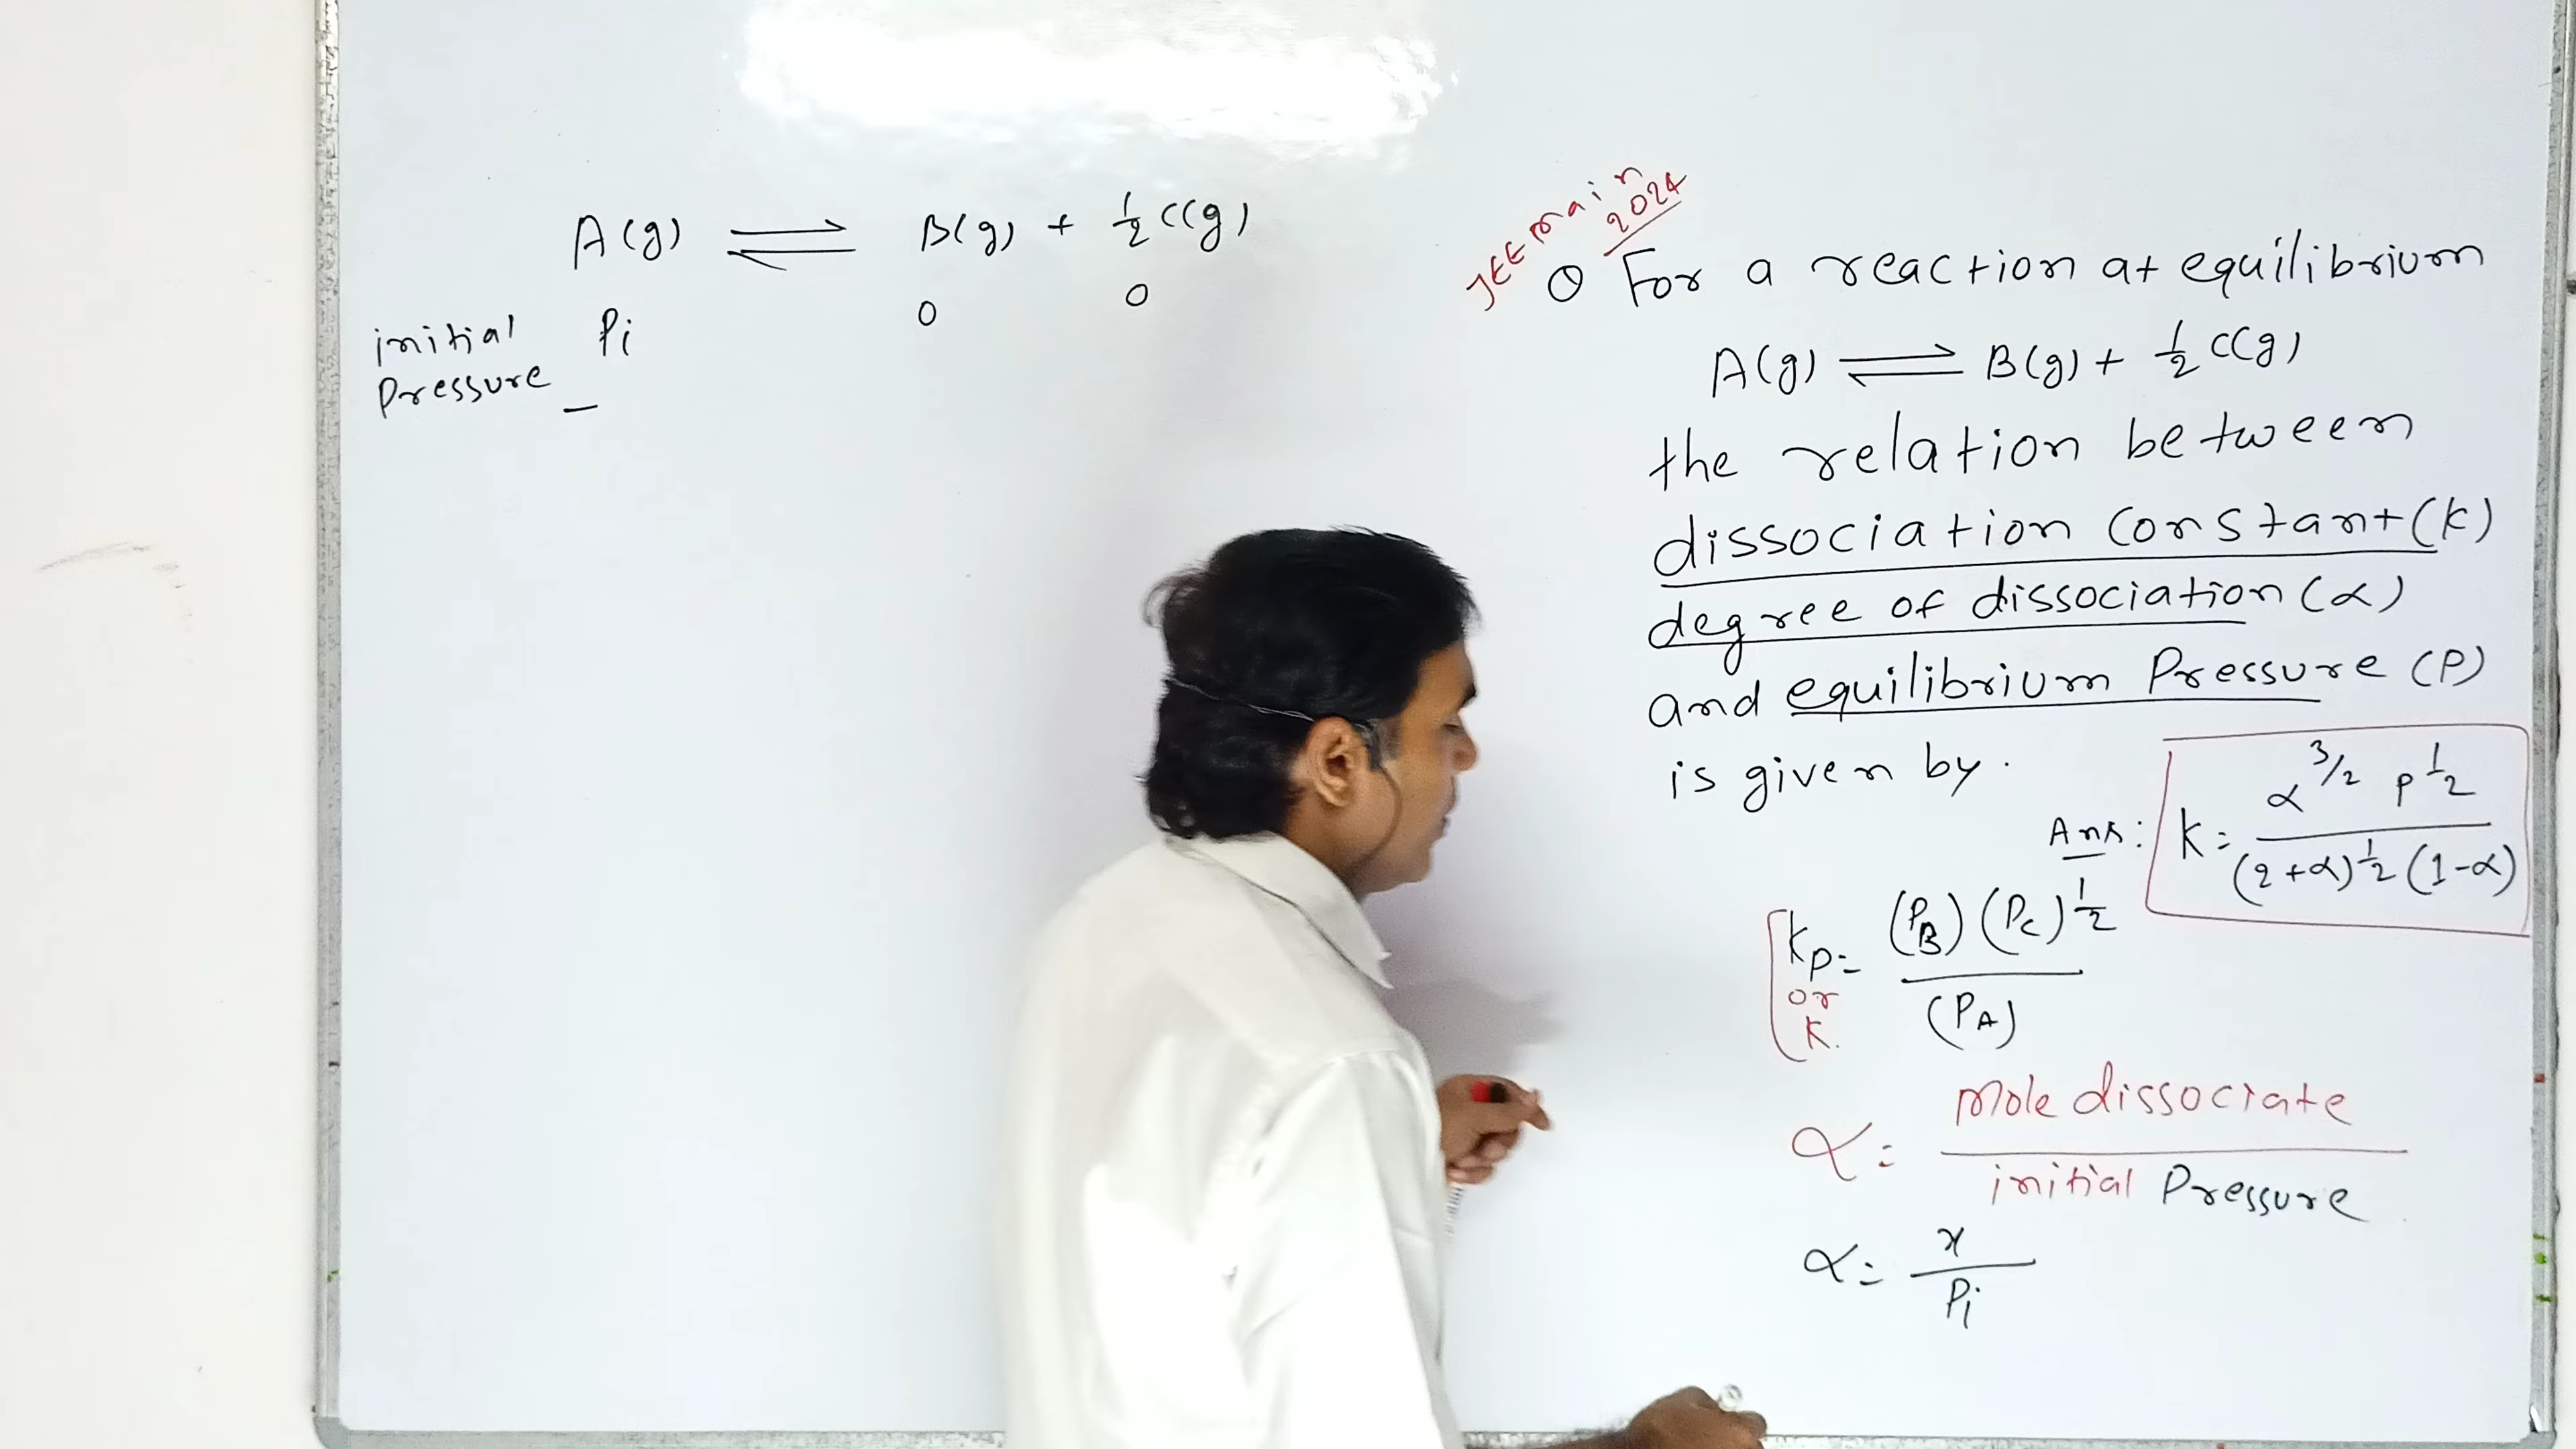 A(g) ⇌ B(g) + 1/2 C(g)
initial Pi 0 0
Pressure –
JEE main
2024
Q For a reaction at equilibrium
A(g) ⇌ B(g) + 1/2 C(g)
the relation between
dissociation constant (K)
degree of dissociation (α)
and equilibrium Pressure (P)
is given by.
Ans: K = α^3/2 P^1/2 / (2+α)^1/2 (1-α)
Kp = (PB) (Pc)^1/2 / (PA)
or
K.
α = mole dissociate / initial Pressure
α = x / Pi